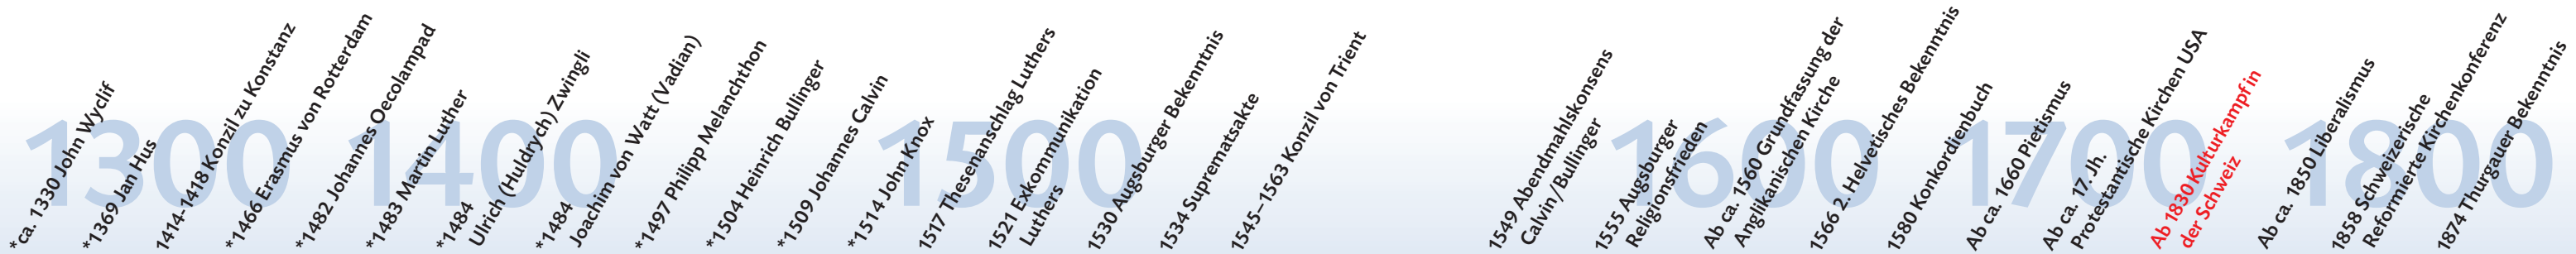 1300
1400
1500
1600
1700
1800
*ca. 1330 John Wyclif
*1369 Jan Hus
1414-1418 Konzil zu Konstanz
*1466 Erasmus von Rotterdam
*1482 Johannes Oecolampad
*1483 Martin Luther
*1484
Ulrich (Huldrych) Zwingli
*1484
Joachim von Watt (Vadian)
*1497 Philipp Melanchthon
*1504 Heinrich Bullinger
*1509 Johannes Calvin
*1514 John Knox
1517 Thesenanschlag Luthers
1521 Exkommunikation
Luthers
1530 Augsburger Bekenntnis
1534 Suprematsakte
1545–1563 Konzil von Trient
1549 Abendmahlskonsens
Calvin/Bullinger
1555 Augsburger
Religionsfrieden
Ab ca. 1560 Grundfassung der
Anglikanischen Kirche
1566 2. Helvetisches Bekenntnis
1580 Konkordienbuch
Ab ca. 1660 Pietismus
Ab ca. 17. Jh.
Protestantische Kirchen USA
Ab 1830 Kulturkampf in
der Schweiz
Ab ca. 1850 Liberalismus
1858 Schweizerische
Reformierte Kirchenkonferenz
1874 Thurgauer Bekenntnis